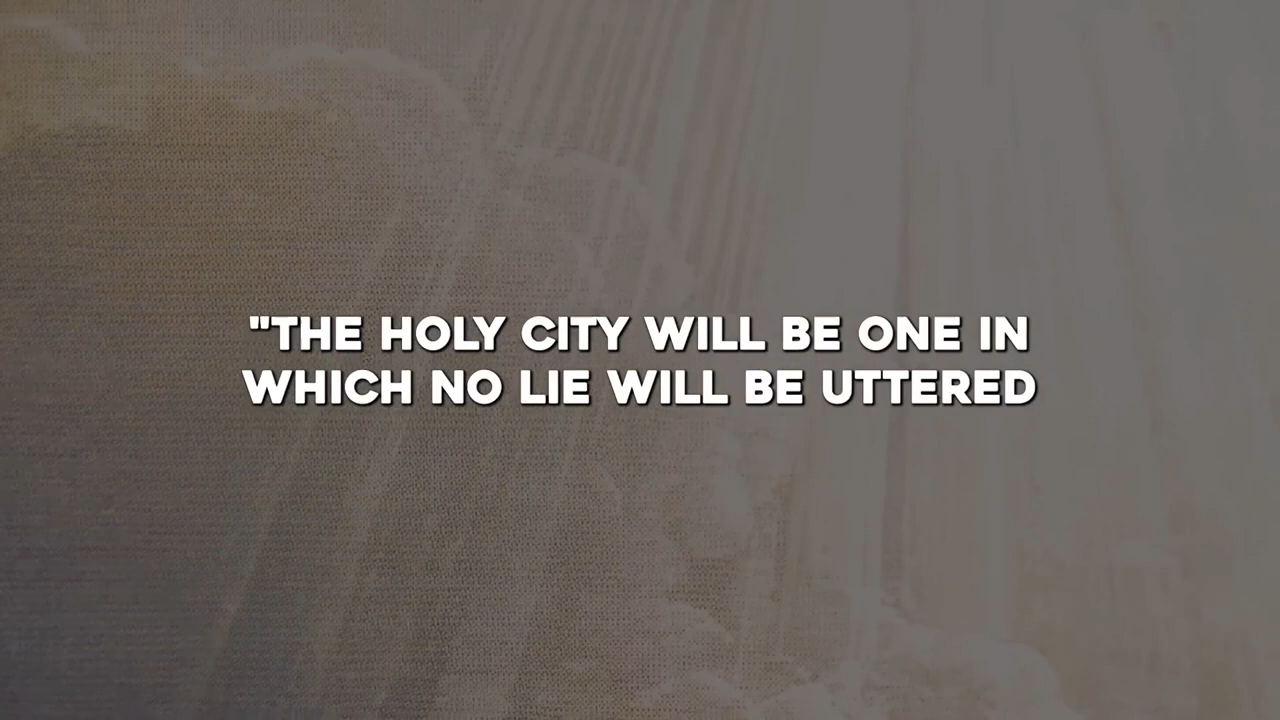 "THE HOLY CITY WILL BE ONE IN
WHICH NO LIE WILL BE UTTERED